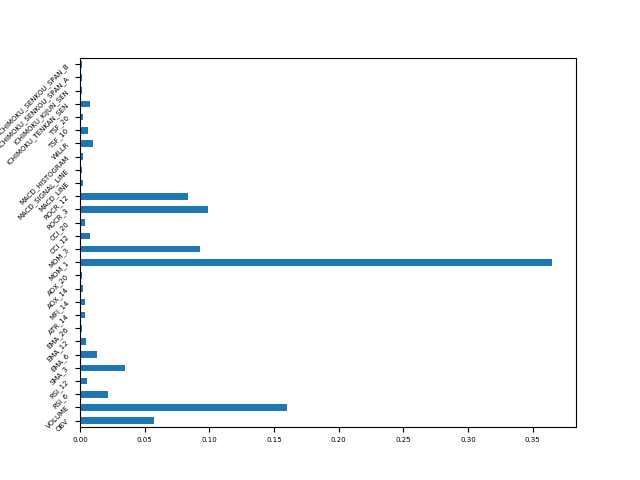 ICHIMOKU_SENKOU_SPAN_B
ICHIMOKU_SENKOU_SPAN_A
ICHIMOKU_KIJUN_SEN
ICHIMOKU_TENKAN_SEN
TSF_20
TSF_10
WILLR
MACD_HISTOGRAM
MACD_SIGNAL_LINE
MACD_LINE
ROCR_12
ROCR_3
CCI_20
CCI_12
MOM_3
MOM_1
ADX_20
ADX_14
MFI_14
ATR_14
EMA_26
EMA_12
EMA_6
SMA_3
RSI_12
RSI_6
VOLUME
OBV
0.00 0.05 0.10 0.15 0.20 0.25 0.30 0.35